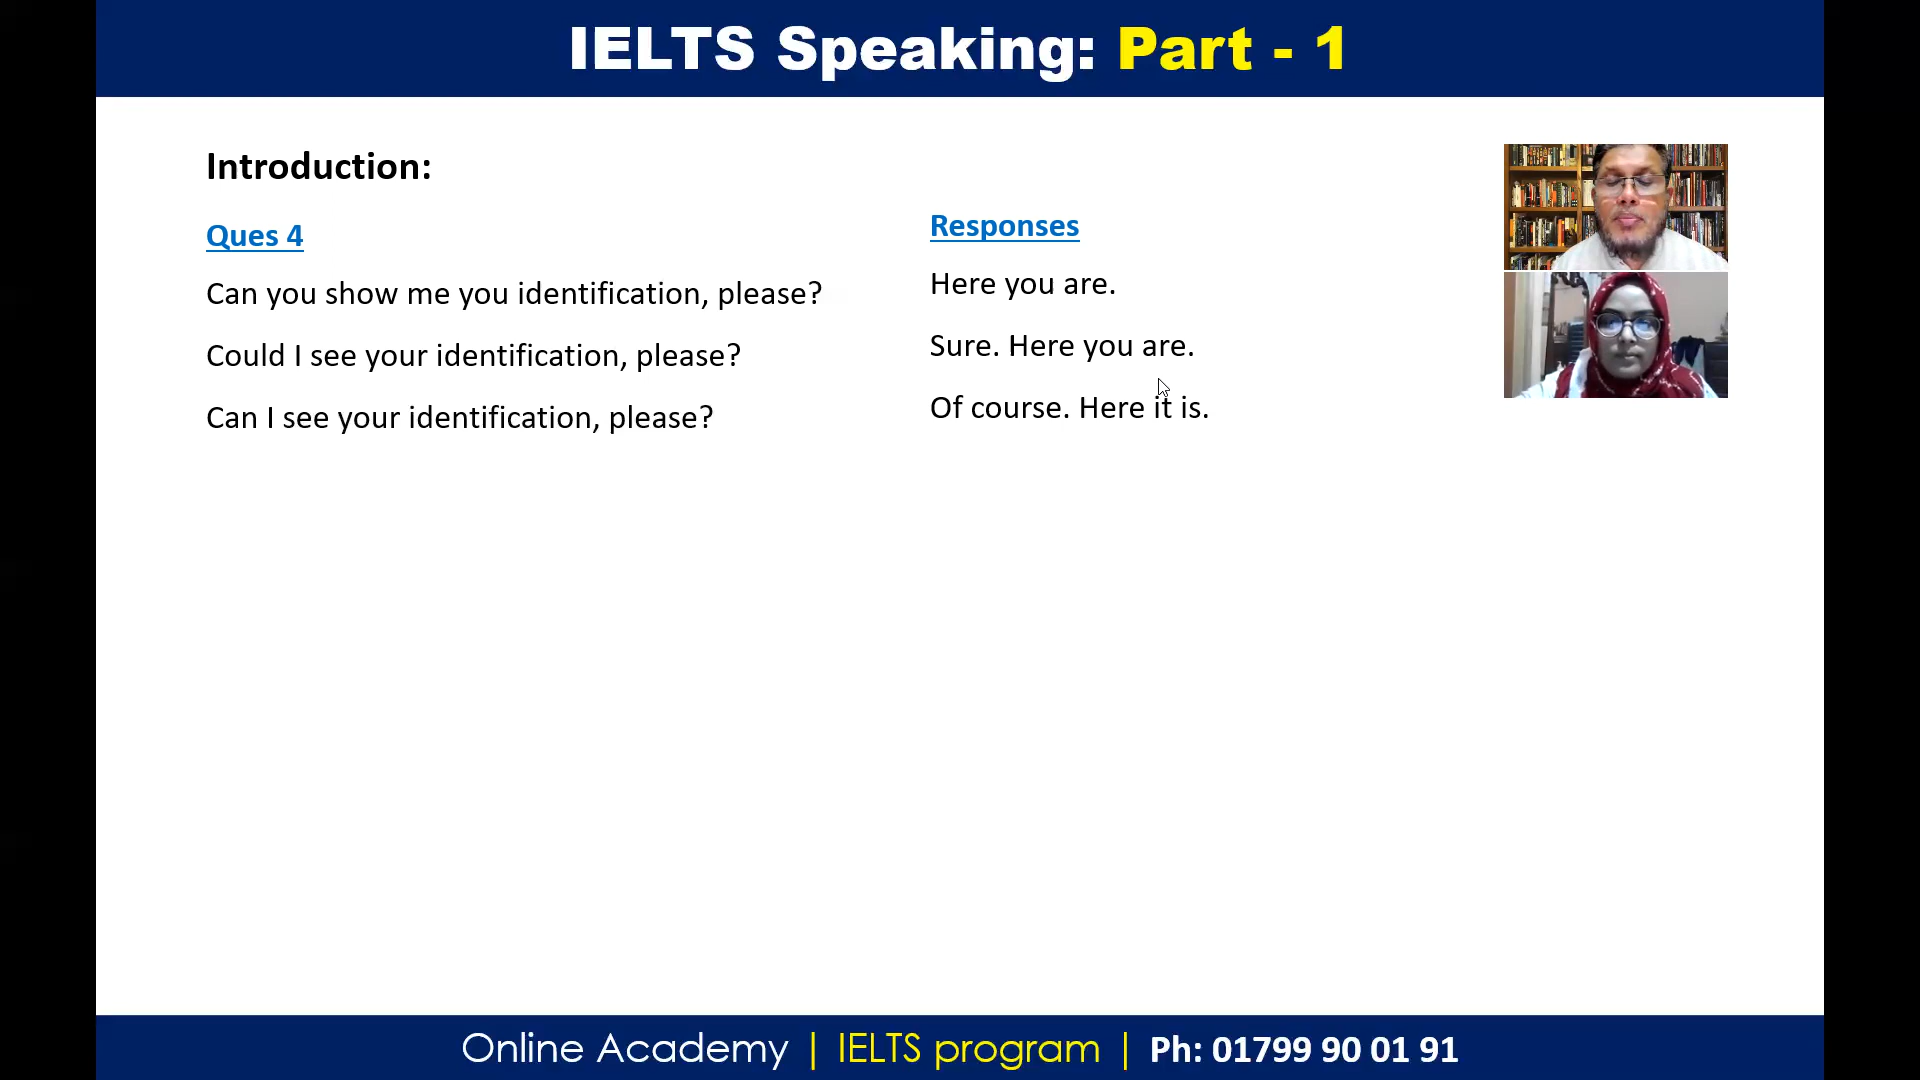 IELTS Speaking: Part - 1
Introduction:
Ques 4
Can you show me you identification, please?
Could I see your identification, please?
Can I see your identification, please?
Responses
Here you are.
Sure. Here you are.
Of course. Here it is.
Online Academy | IELTS program | Ph: 01799 90 01 91